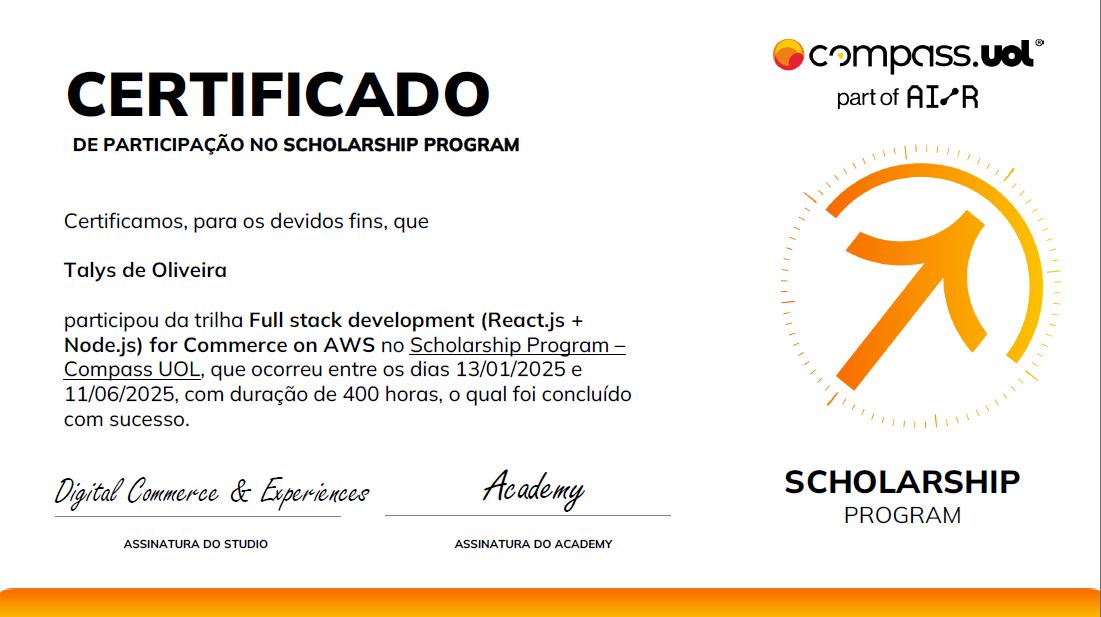 CERTIFICADO
DE PARTICIPAÇÃO NO SCHOLARSHIP PROGRAM
Certificamos, para os devidos fins, que
Talys de Oliveira
participou da trilha Full stack development (React.js +
Node.js) for Commerce on AWS no Scholarship Program –
Compass UOL, que ocorreu entre os dias 13/01/2025 e
11/06/2025, com duração de 400 horas, o qual foi concluído
com sucesso.
Digital Commerce & Experiences
ASSINATURA DO STUDIO
Academy
ASSINATURA DO ACADEMY
compass.uol®
part of AI/R
SCHOLARSHIP
PROGRAM